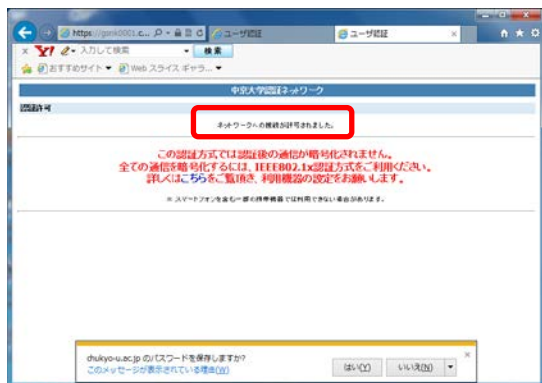 https://gsnk0001.c...
ユーザ認証
ユーザ認証
入力して検索
検索
おすすめサイト
Web スライス ギャラ...
中京大学認証ネットワーク
認証許可
ネットワークへの接続が許可されました。
この認証方式では認証後の通信が暗号化されません。
全ての通信を暗号化するには、IEEE802.1x認証方式をご利用ください。
詳しくはこちらをご覧頂き、利用機器の設定をお願いします。
※ スマートフォンを含む一部の携帯機器では利用できない場合があります。
chukyo-u.ac.jp のパスワードを保存しますか?
このメッセージが表示されている理由(W)
はい(Y)
いいえ(N)